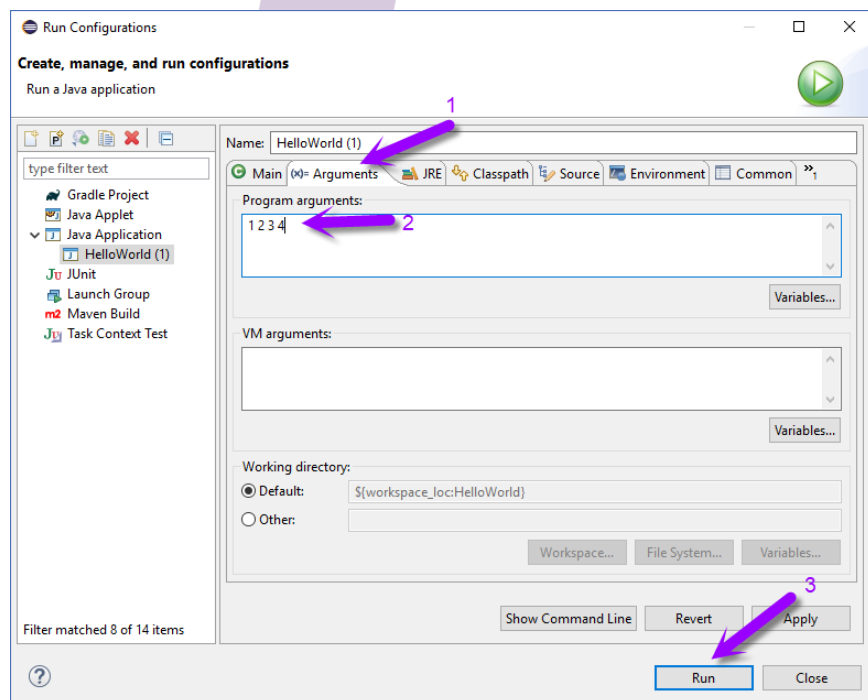 Run Configurations
Create, manage, and run configurations
Run a Java application
1
Name: HelloWorld (1)
type filter text
Main (x)= Arguments JRE Classpath Source Environment Common »1
Gradle Project
Java Applet
Java Application
HelloWorld (1)
Ju JUnit
Launch Group
m2 Maven Build
Ju Task Context Test
Program arguments:
1 2 3 4
2
Variables...
VM arguments:
Variables...
Working directory:
Default: ${workspace_loc:HelloWorld}
Other:
Workspace... File System... Variables...
3
Filter matched 8 of 14 items
Show Command Line Revert Apply
? Run Close